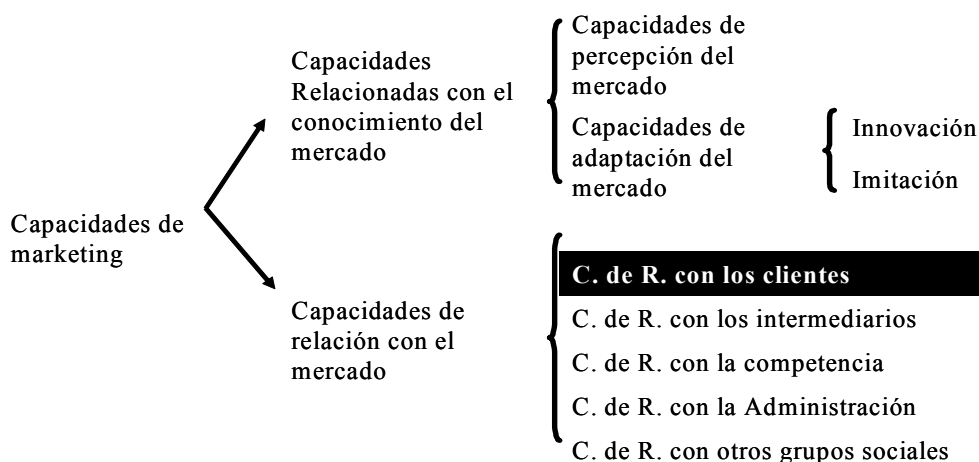 Capacidades de
marketing
Capacidades
Relacionadas con el
conocimiento del
mercado
Capacidades de
percepción del
mercado
Capacidades de
adaptación del
mercado
Innovación
Imitación
Capacidades de
relación con el
mercado
C. de R. con los clientes
C. de R. con los intermediarios
C. de R. con la competencia
C. de R. con la Administración
C. de R. con otros grupos sociales